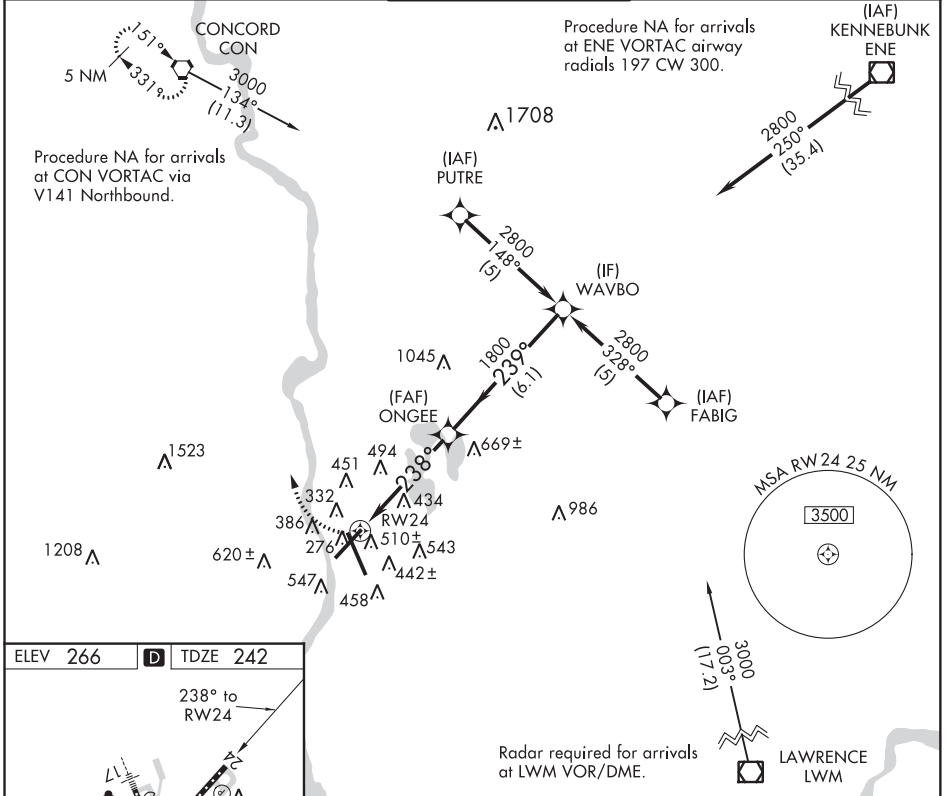 CONCORD
CON
151°
331°
5 NM
3000
134°
(11.3)
Procedure NA for arrivals
at CON VORTAC via
V141 Northbound.
Procedure NA for arrivals
at ENE VORTAC airway
radials 197 CW 300.
(IAF)
KENNEBUNK
ENE
2800
250°
(35.4)
1708
(IAF)
PUTRE
2800
148°
(5)
(IF)
WAVBO
1045
1800
239°
(6.1)
2800
328°
(5)
(IAF)
FABIG
(FAF)
ONGEE
669±
1523
494
451
238°
434
332
RW24
386
276
510±
543
986
1208
620±
442±
547
458
MSA RW 24 25 NM
3500
3000
003°
(17.2)
ELEV 266 D TDZE 242
238° to
RW24
24
17
Radar required for arrivals
at LWM VOR/DME.
LAWRENCE
LWM